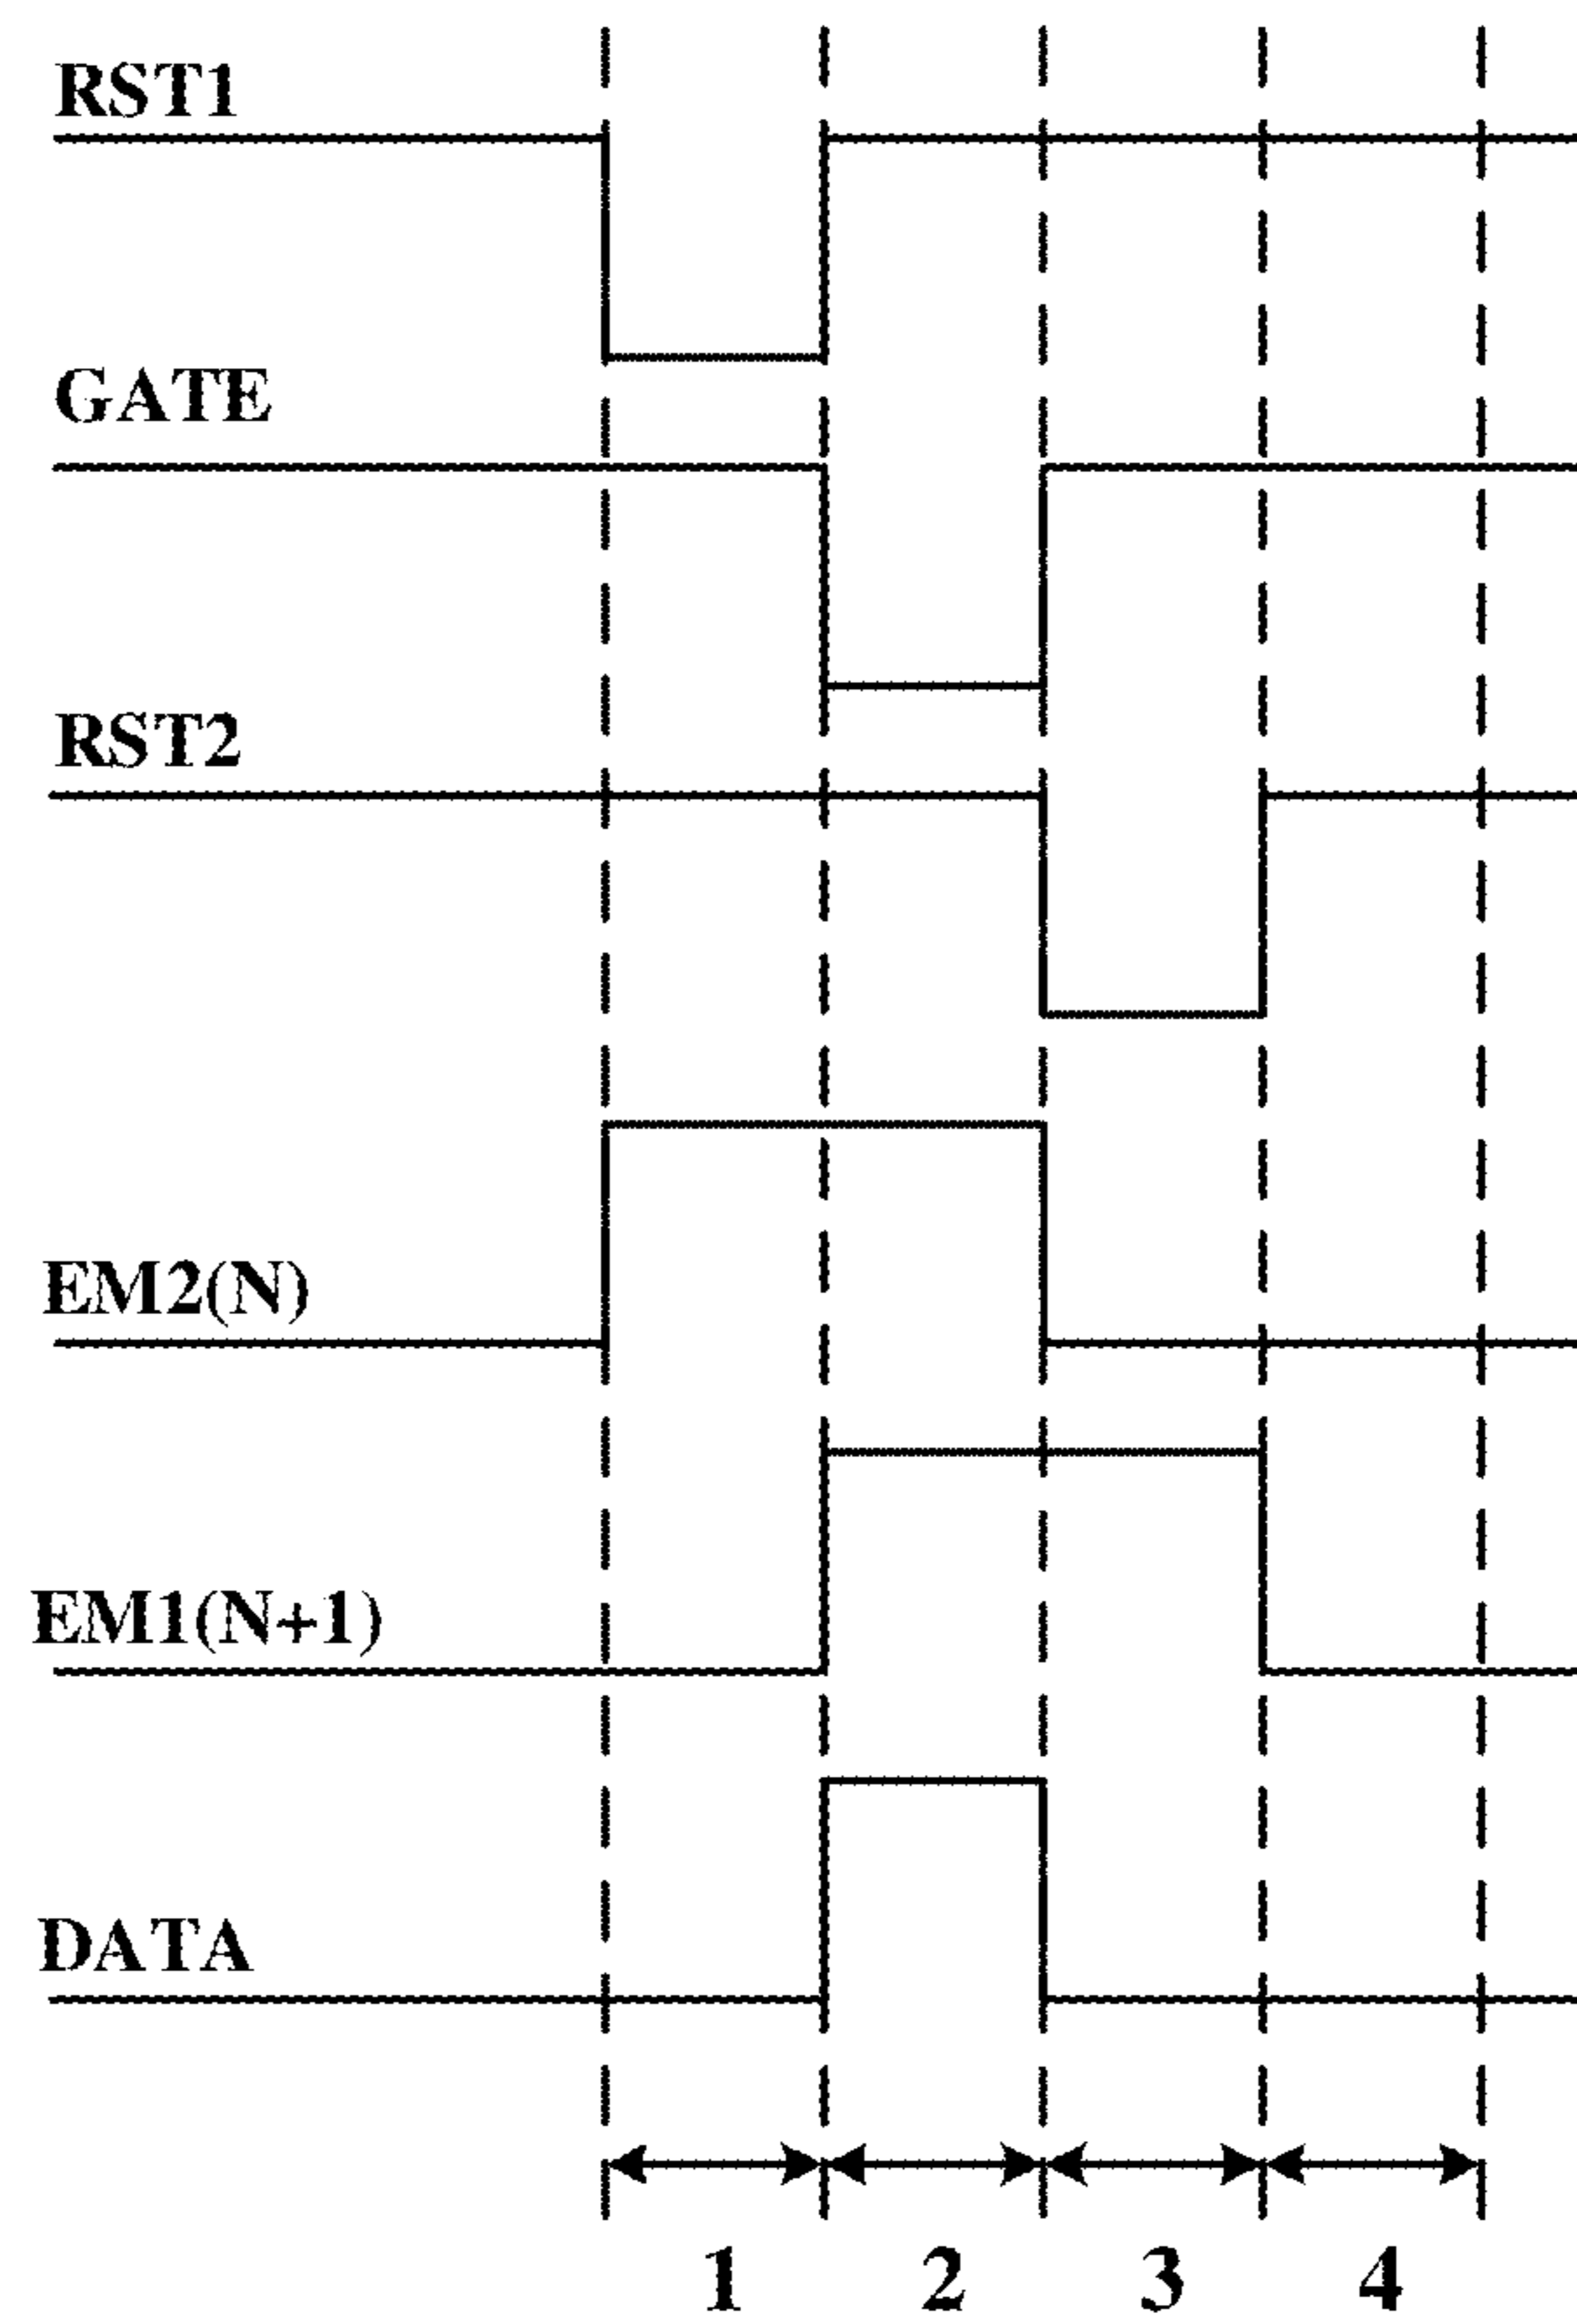 RST1
GATE
RST2
EM2(N)
EM1(N+1)
DATA
1 2 3 4